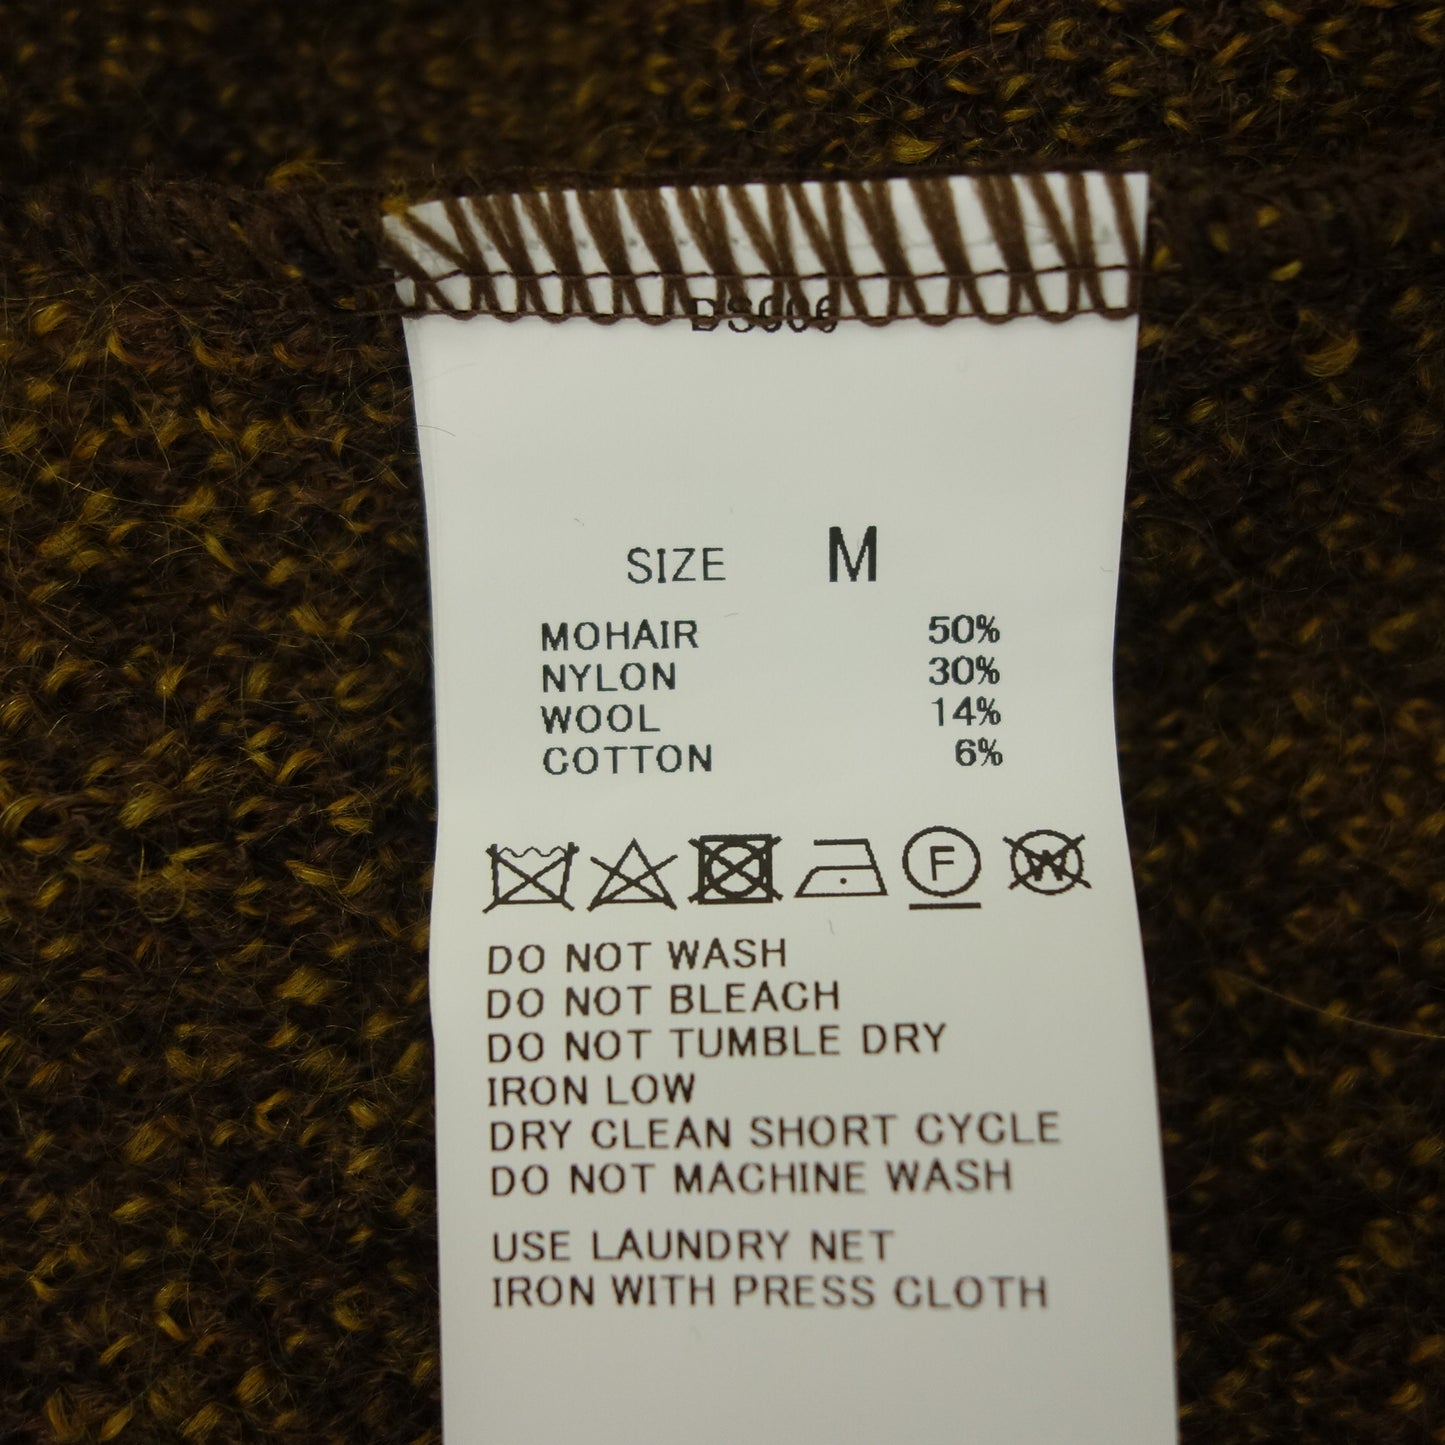 DS006
SIZE M
MOHAIR 50%
NYLON 30%
WOOL 14%
COTTON 6%
F W
DO NOT WASH
DO NOT BLEACH
DO NOT TUMBLE DRY
IRON LOW
DRY CLEAN SHORT CYCLE
DO NOT MACHINE WASH
USE LAUNDRY NET
IRON WITH PRESS CLOTH